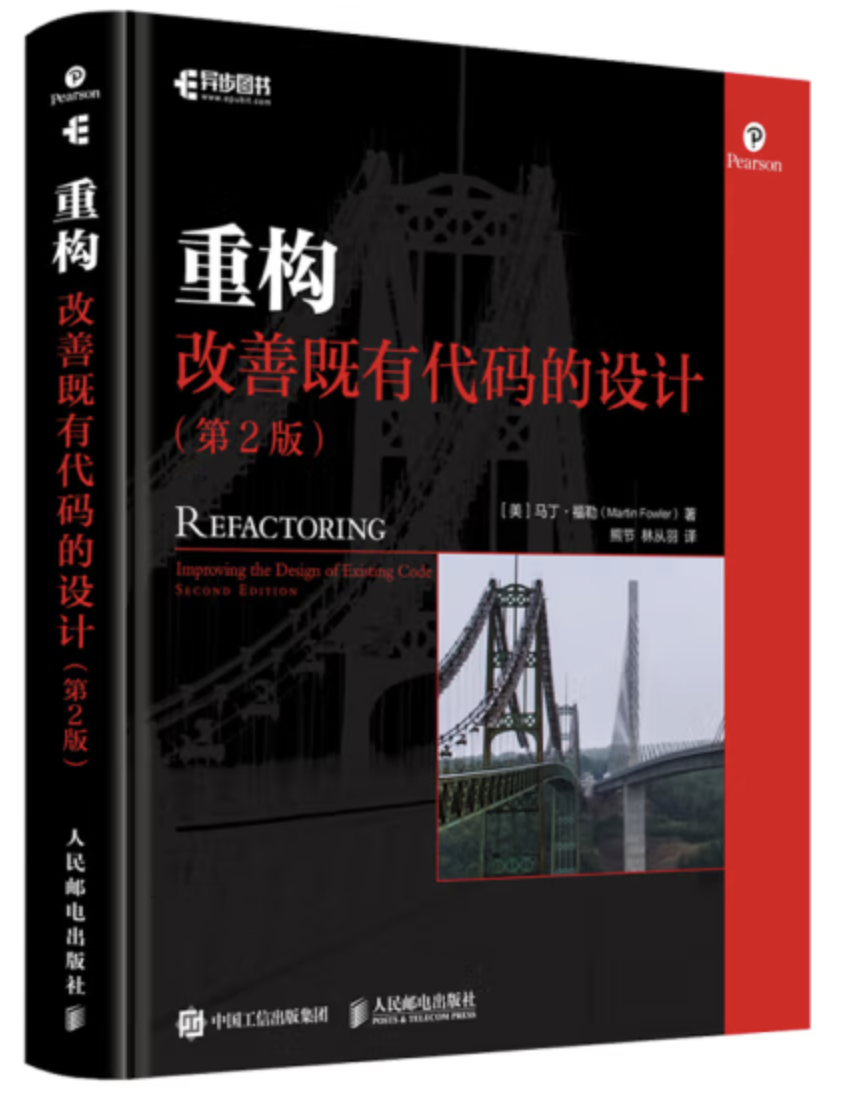 Pearson
重构
改善既有代码的设计
(第2版)
人民邮电出版社
异步图书
www.epubit.com
Pearson
重构
改善既有代码的设计
(第2版)
[美]马丁·福勒(Martin Fowler)著
熊节 林从羽 译
REFACTORING
Improving the Design of Existing Code
SECOND EDITION
中国工信出版集团
人民邮电出版社
POSTS & TELECOM PRESS